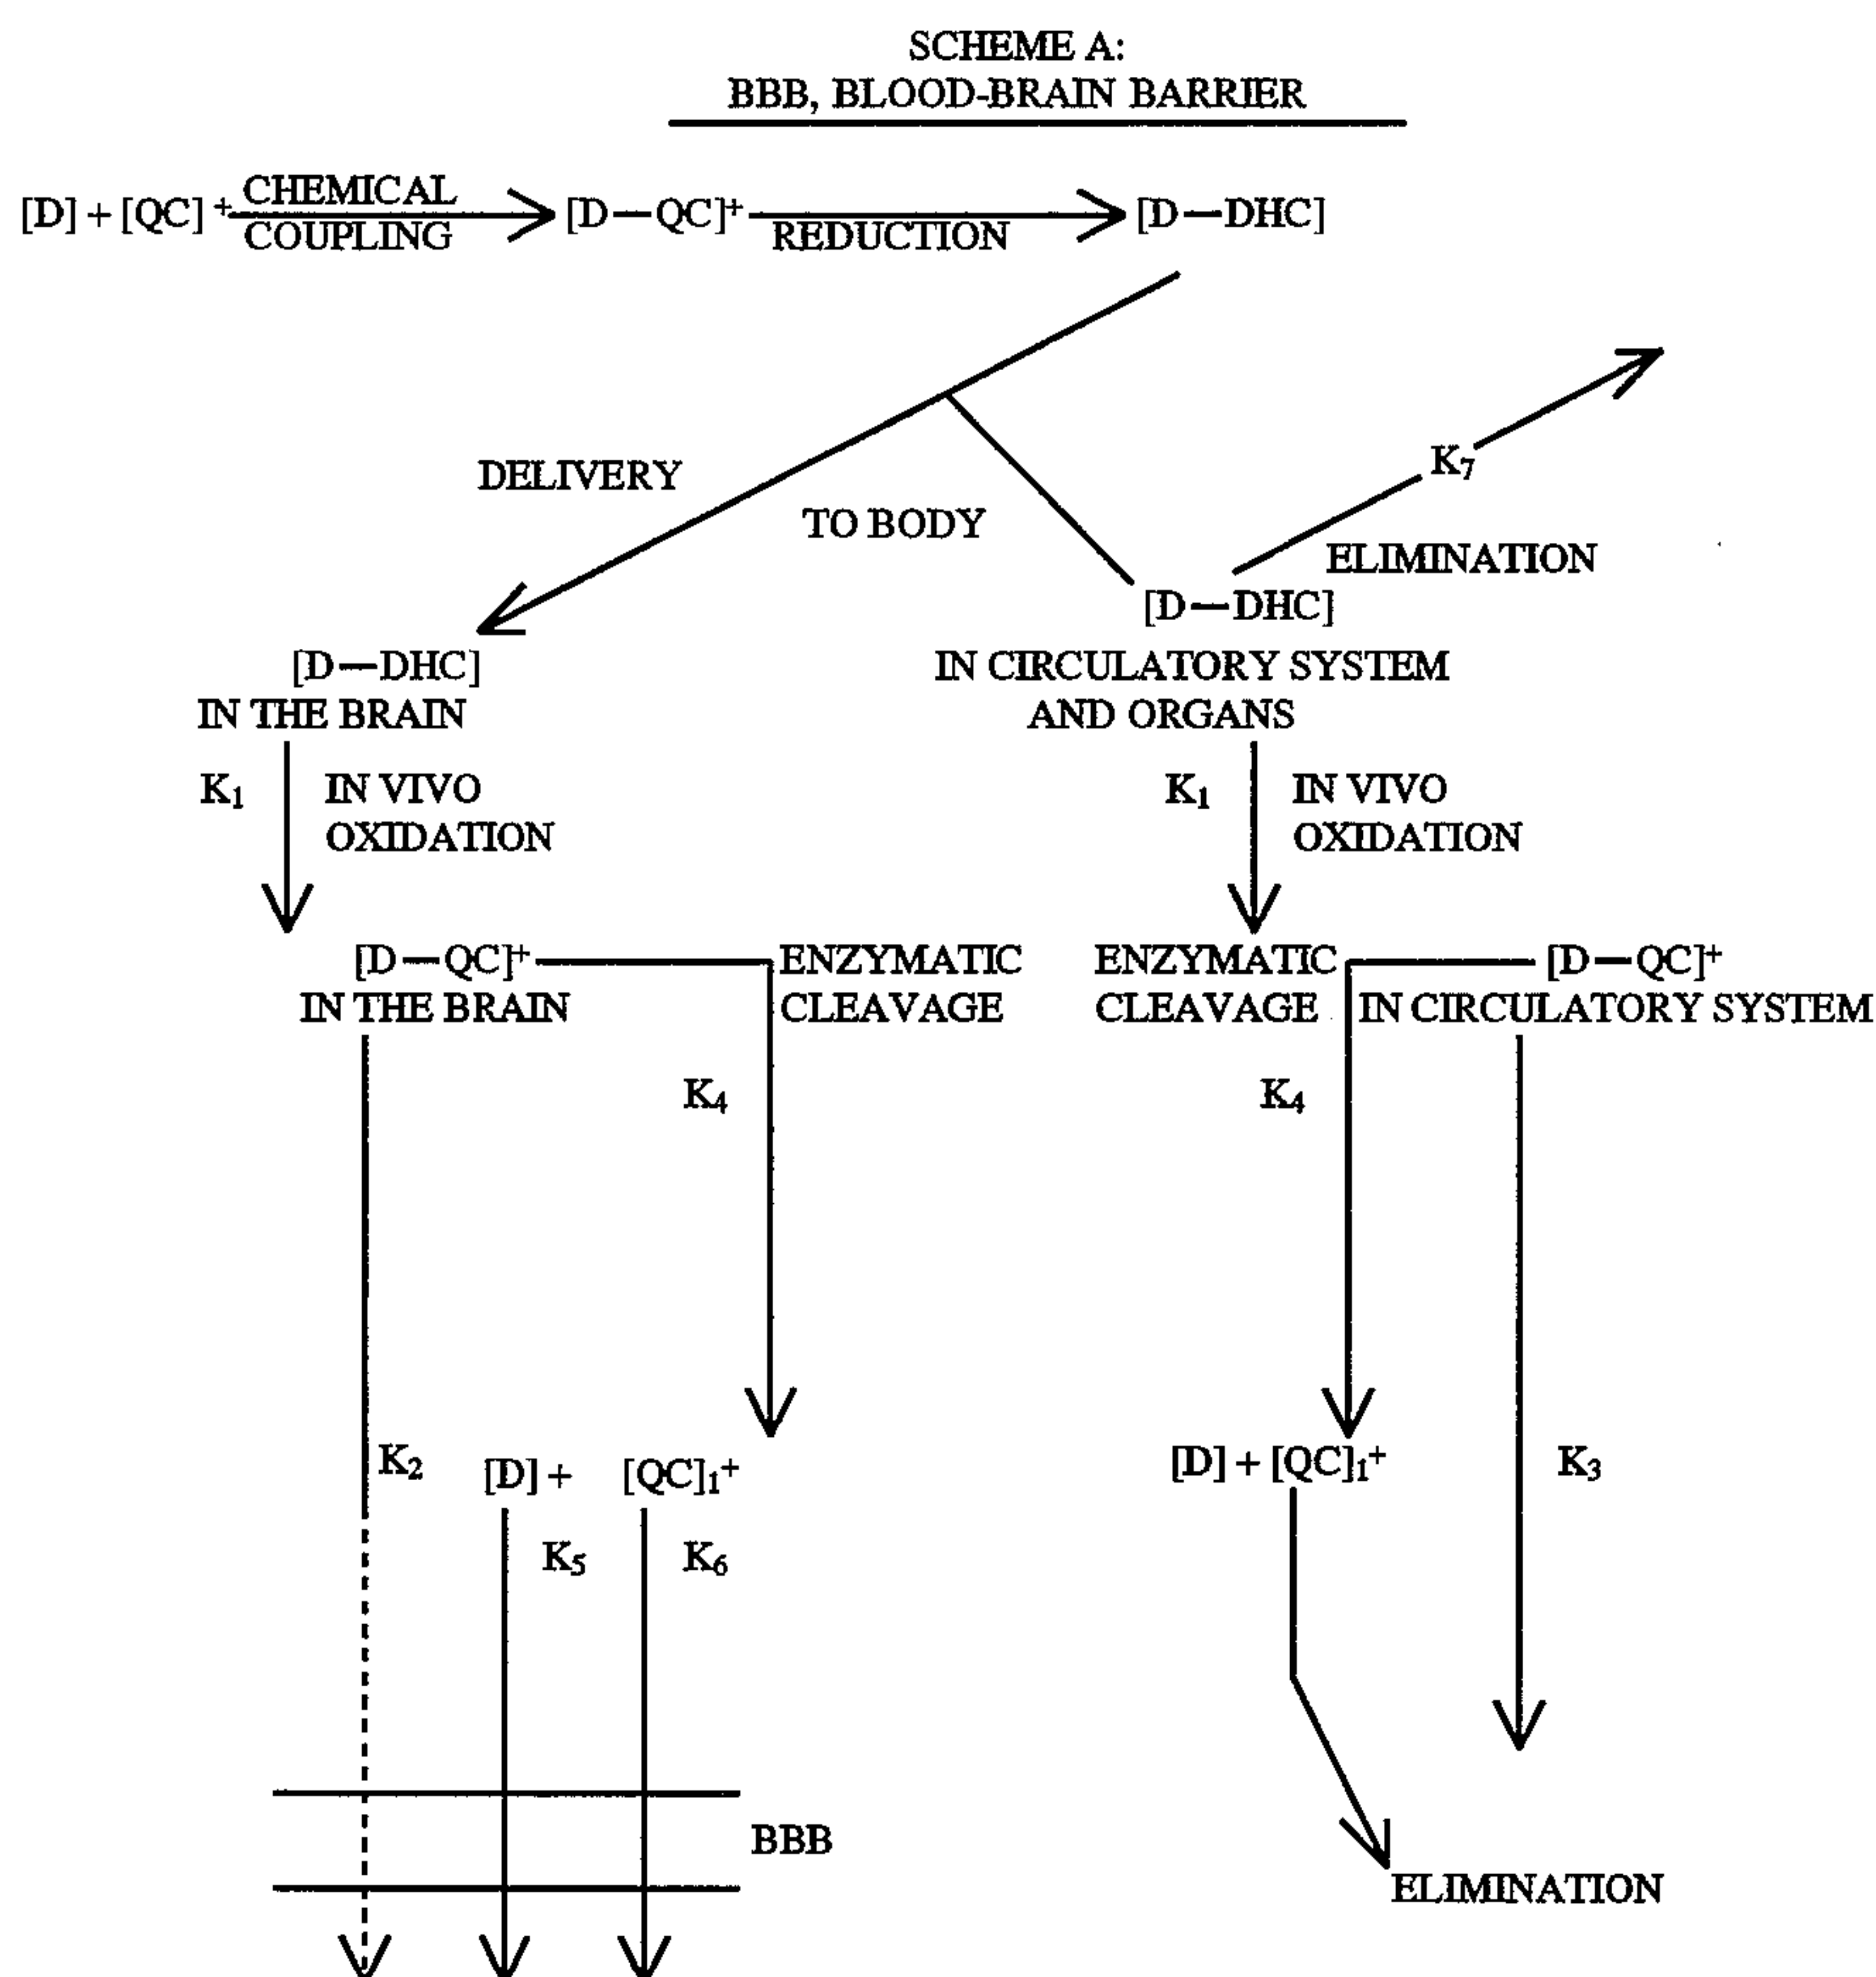 SCHEME A:
BBB, BLOOD-BRAIN BARRIER
[D] + [QC]⁺ CHEMICAL COUPLING [D—QC]⁺ REDUCTION [D—DHC]
DELIVERY
TO BODY
K₇
ELIMINATION
[D—DHC]
IN CIRCULATORY SYSTEM
AND ORGANS
[D—DHC]
IN THE BRAIN
K₁
IN VIVO
OXIDATION
K₁
IN VIVO
OXIDATION
[D—QC]⁺
IN THE BRAIN
ENZYMATIC
CLEAVAGE
ENZYMATIC
CLEAVAGE
[D—QC]⁺
IN CIRCULATORY SYSTEM
K₄
K₄
K₂
[D] + [QC]₁⁺
[D] + [QC]₁⁺
K₃
K₅
K₆
BBB
ELIMINATION